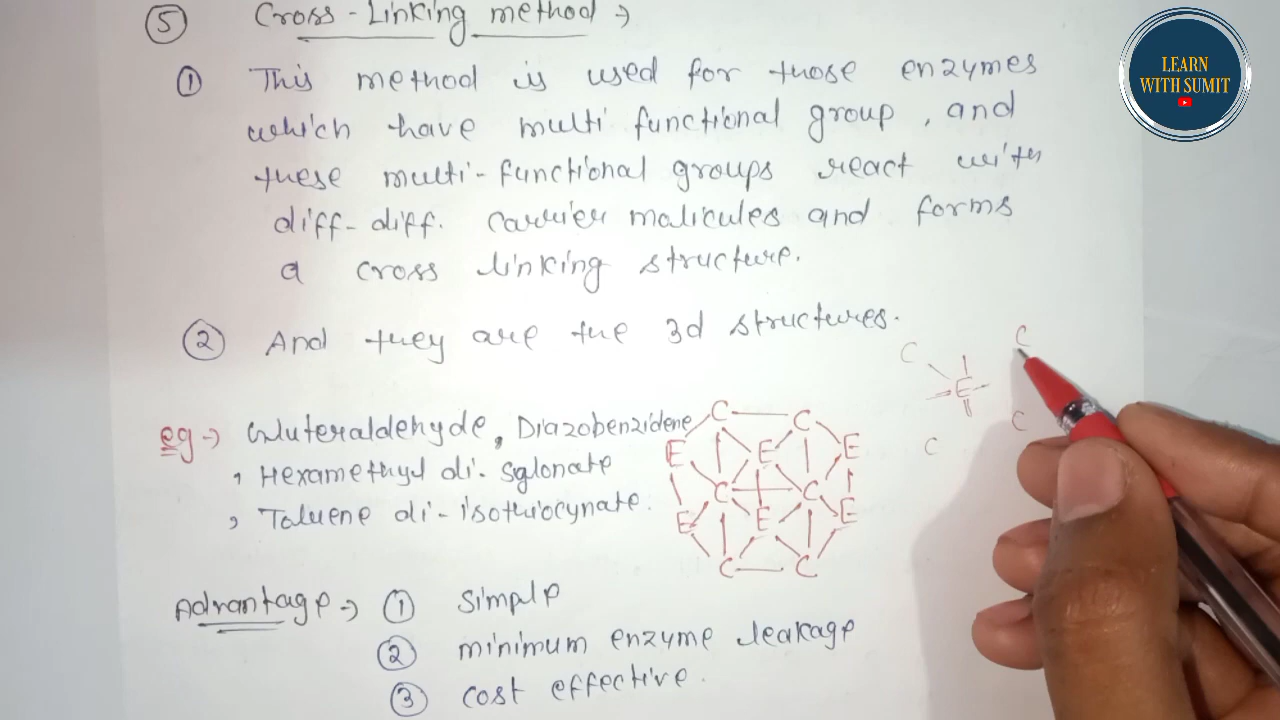 ⑤ Cross-Linking method →
① This method is used for those enzymes
which have multi functional group, and
these multi-functional groups react with
diff-diff. carrier molicules and forms
a cross linking structure.
② And they are the 3d structures.
eg→ Gluteraldehyde, Diazobenzidene
, Hexamethyl di-
, Toluene di-isothiocynate.
C C
E E E
C C
E E E
C C
C C
E
C C
Advantage → ① Simple
② minimum enzyme leakage
③ cost effective.
LEARN
WITH SUMIT